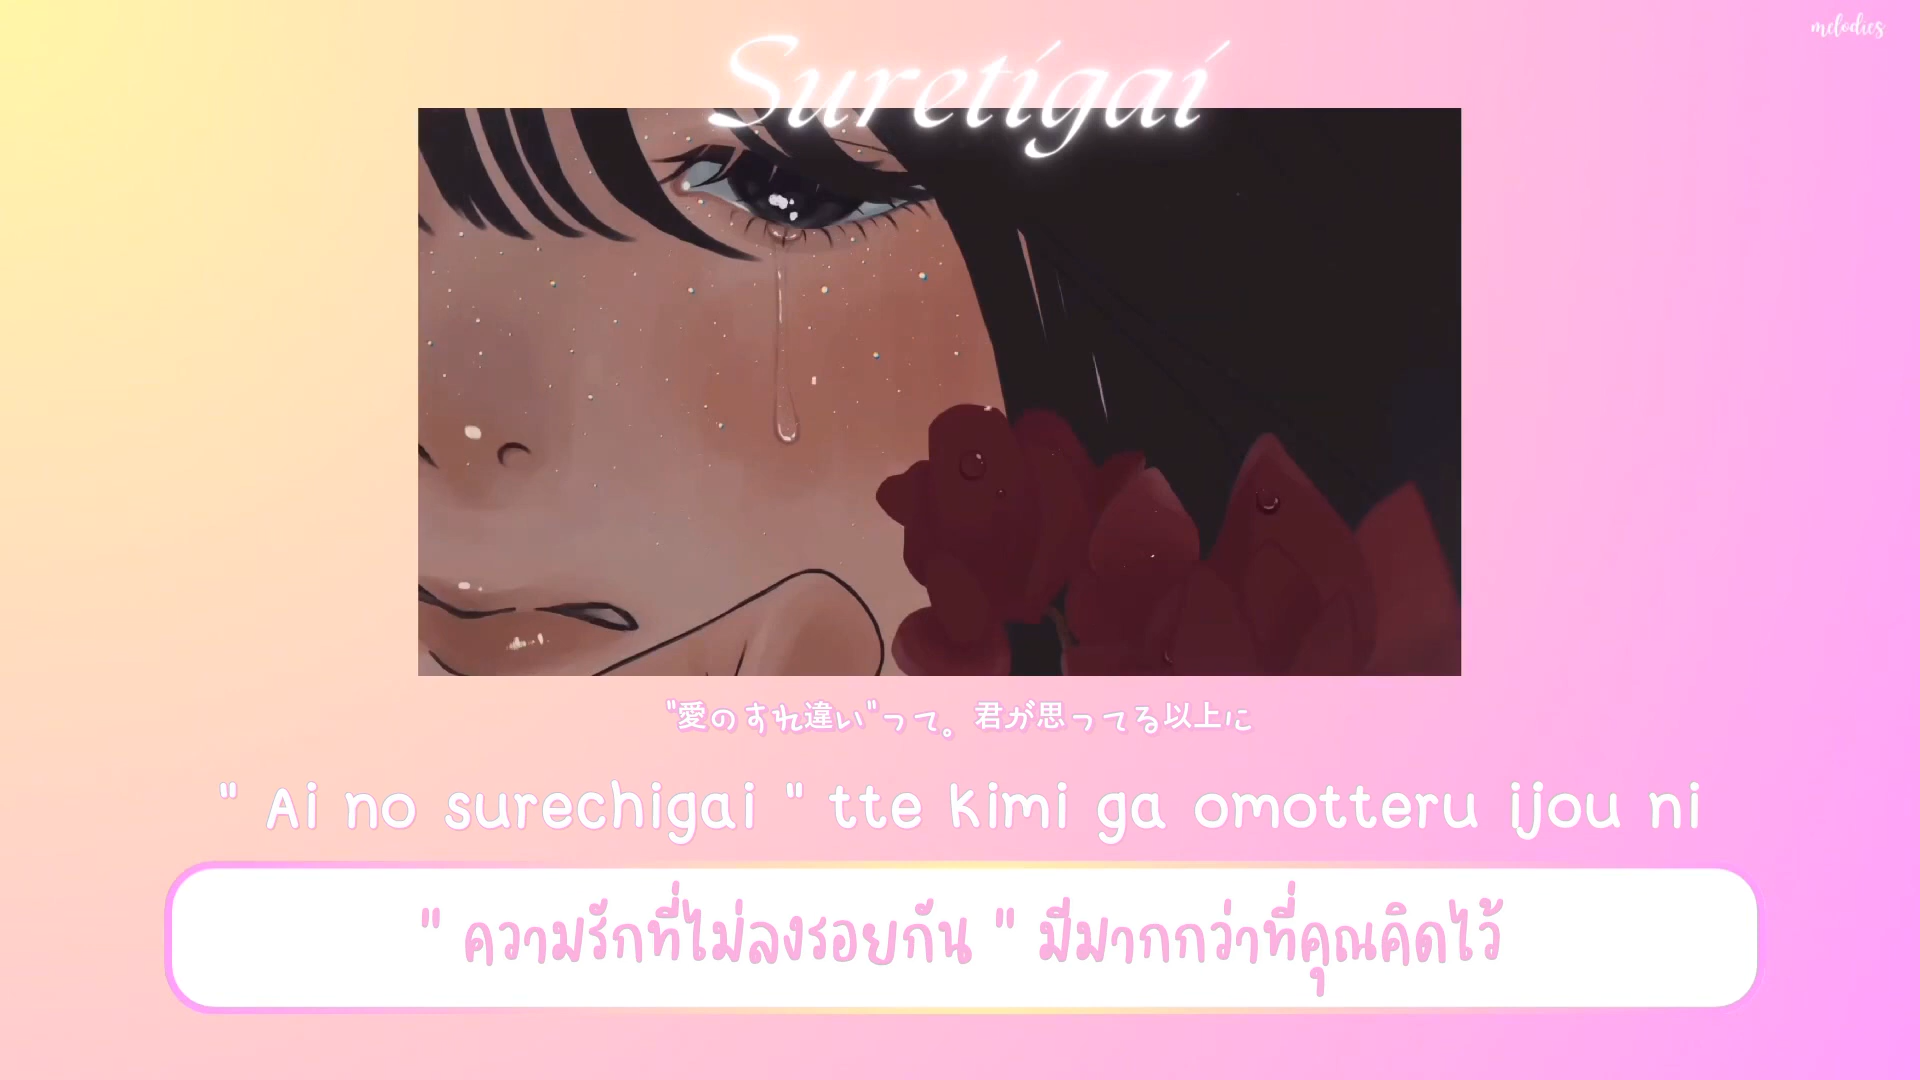 melodies
Suretigai
"愛のすれ違い"って。君が思ってる以上に
" Ai no surechigai " tte kimi ga omotteru ijou ni
" ความรักที่ไม่ลงรอยกัน " มีมากกว่าที่คุณคิดไว้